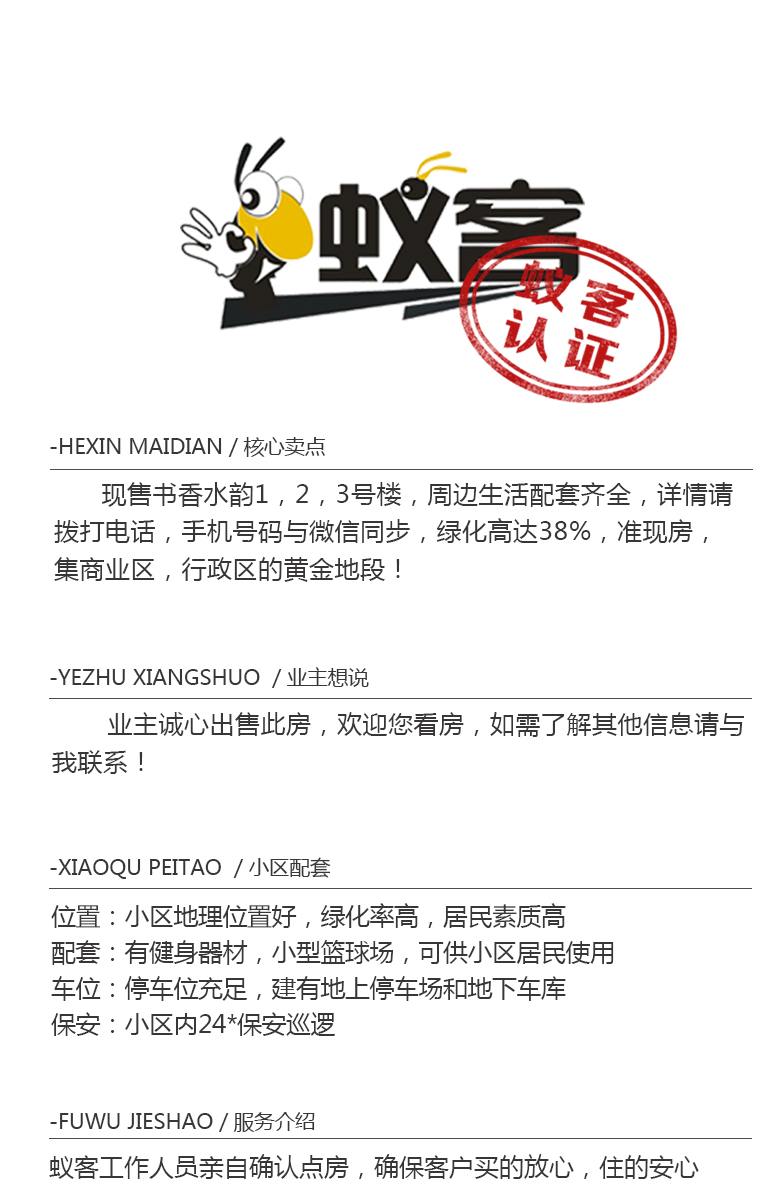 蚁客
蚁客
认证
-HEXIN MAIDIAN / 核心卖点
现售书香水韵1，2，3号楼，周边生活配套齐全，详情请
拨打电话，手机号码与微信同步，绿化高达38%，准现房，
集商业区，行政区的黄金地段！
-YEZHU XIANGSHUO / 业主想说
业主诚心出售此房，欢迎您看房，如需了解其他信息请与
我联系！
-XIAOQU PEITAO / 小区配套
位置：小区地理位置好，绿化率高，居民素质高
配套：有健身器材，小型篮球场，可供小区居民使用
车位：停车位充足，建有地上停车场和地下车库
保安：小区内24*保安巡逻
-FUWU JIESHAO / 服务介绍
蚁客工作人员亲自确认点房，确保客户买的放心，住的安心